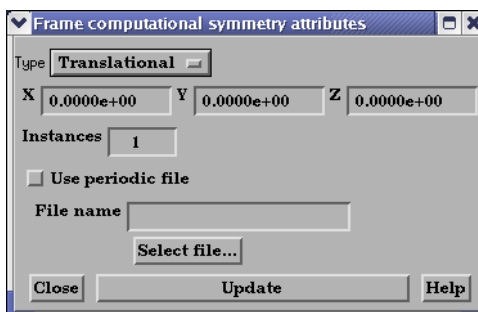 Frame computational symmetry attributes
Type Translational
X 0.0000e+00 Y 0.0000e+00 Z 0.0000e+00
Instances 1
Use periodic file
File name
Select file...
Close Update Help